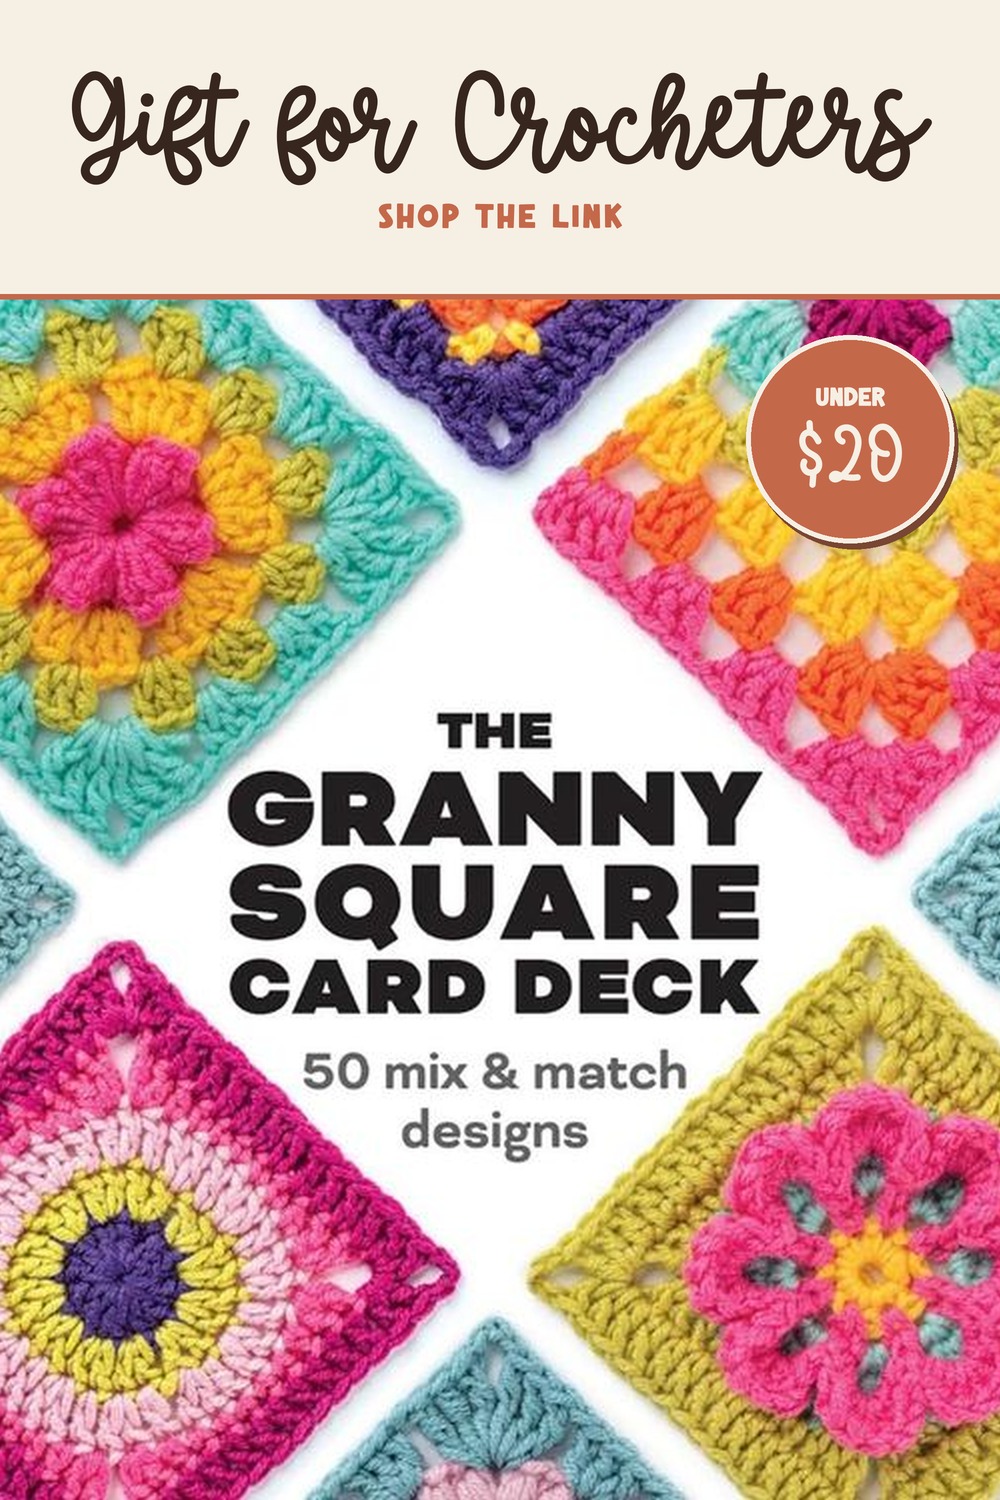 Gift for Crocheters
SHOP THE LINK
UNDER
$20
THE
GRANNY
SQUARE
CARD DECK
50 mix & match
designs